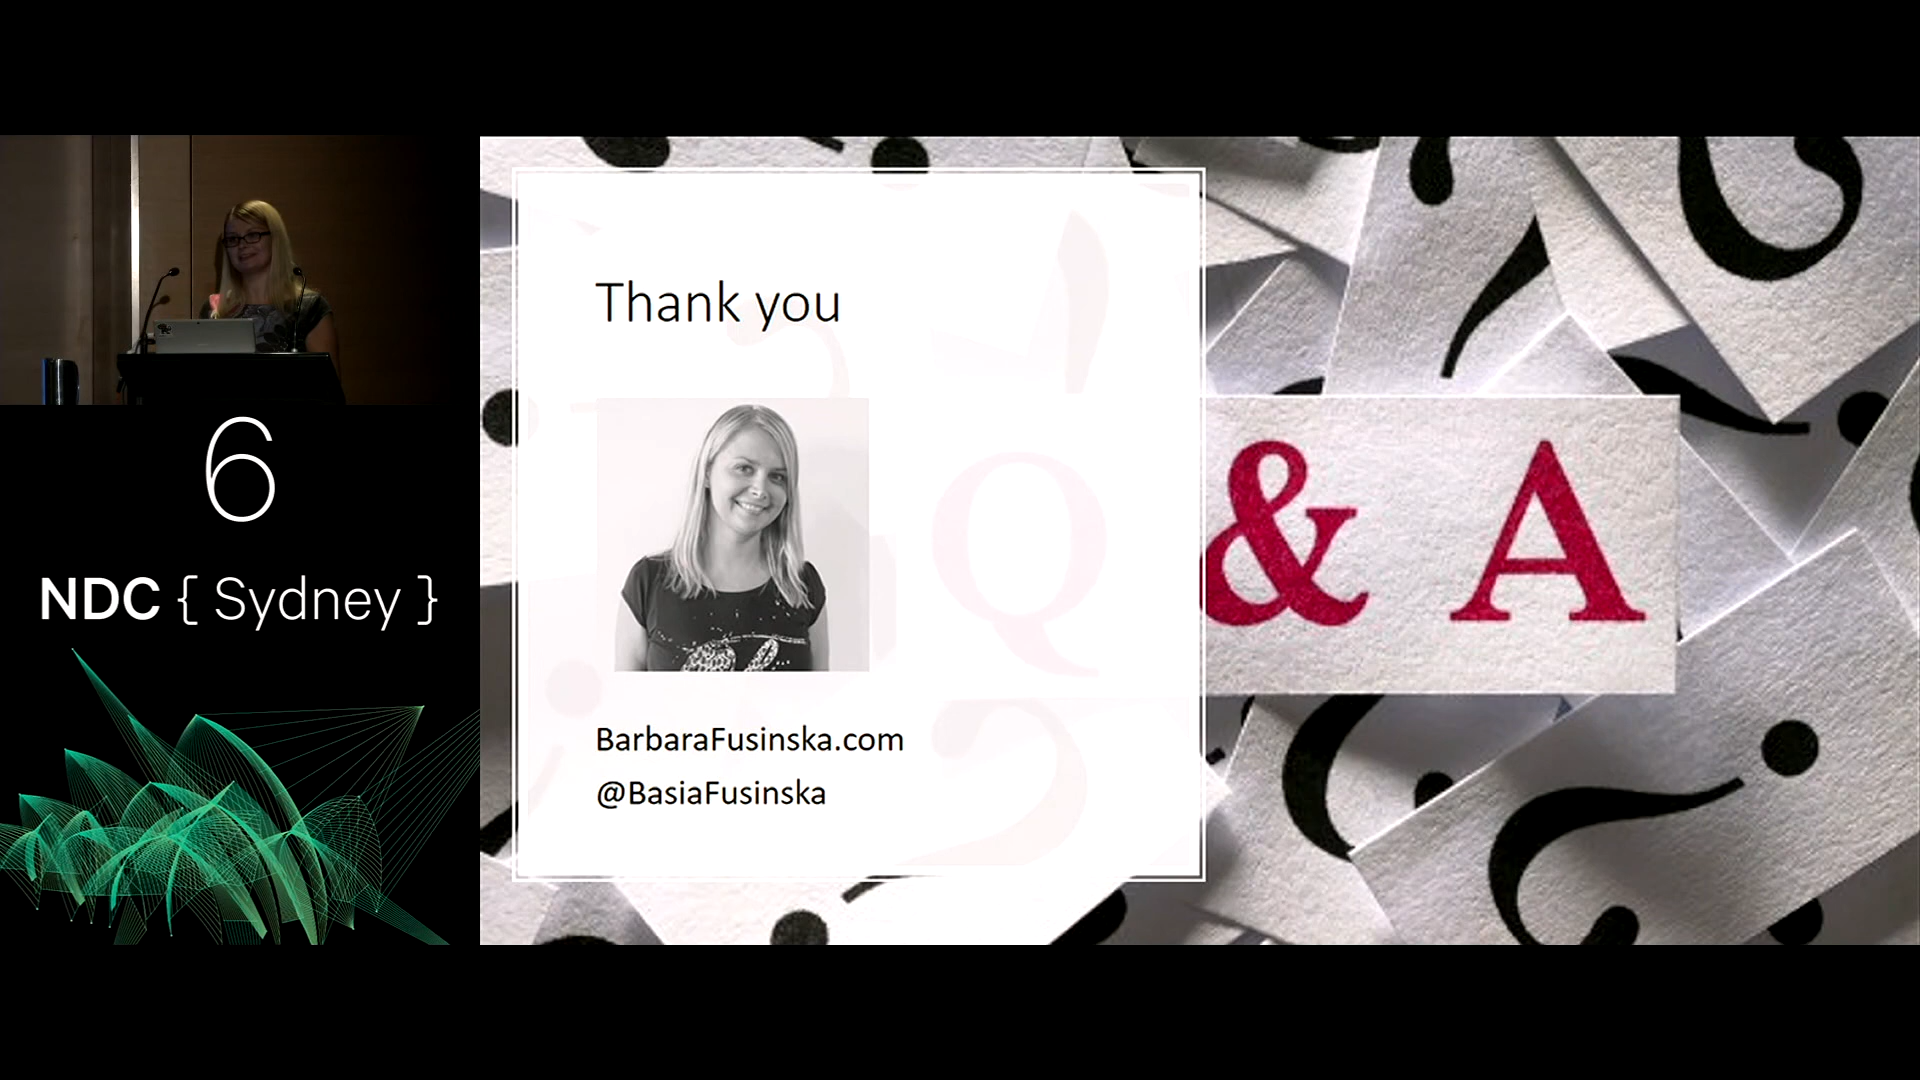 6
NDC { Sydney }
Thank you
Q & A
BarbaraFusinska.com
@BasiaFusinska